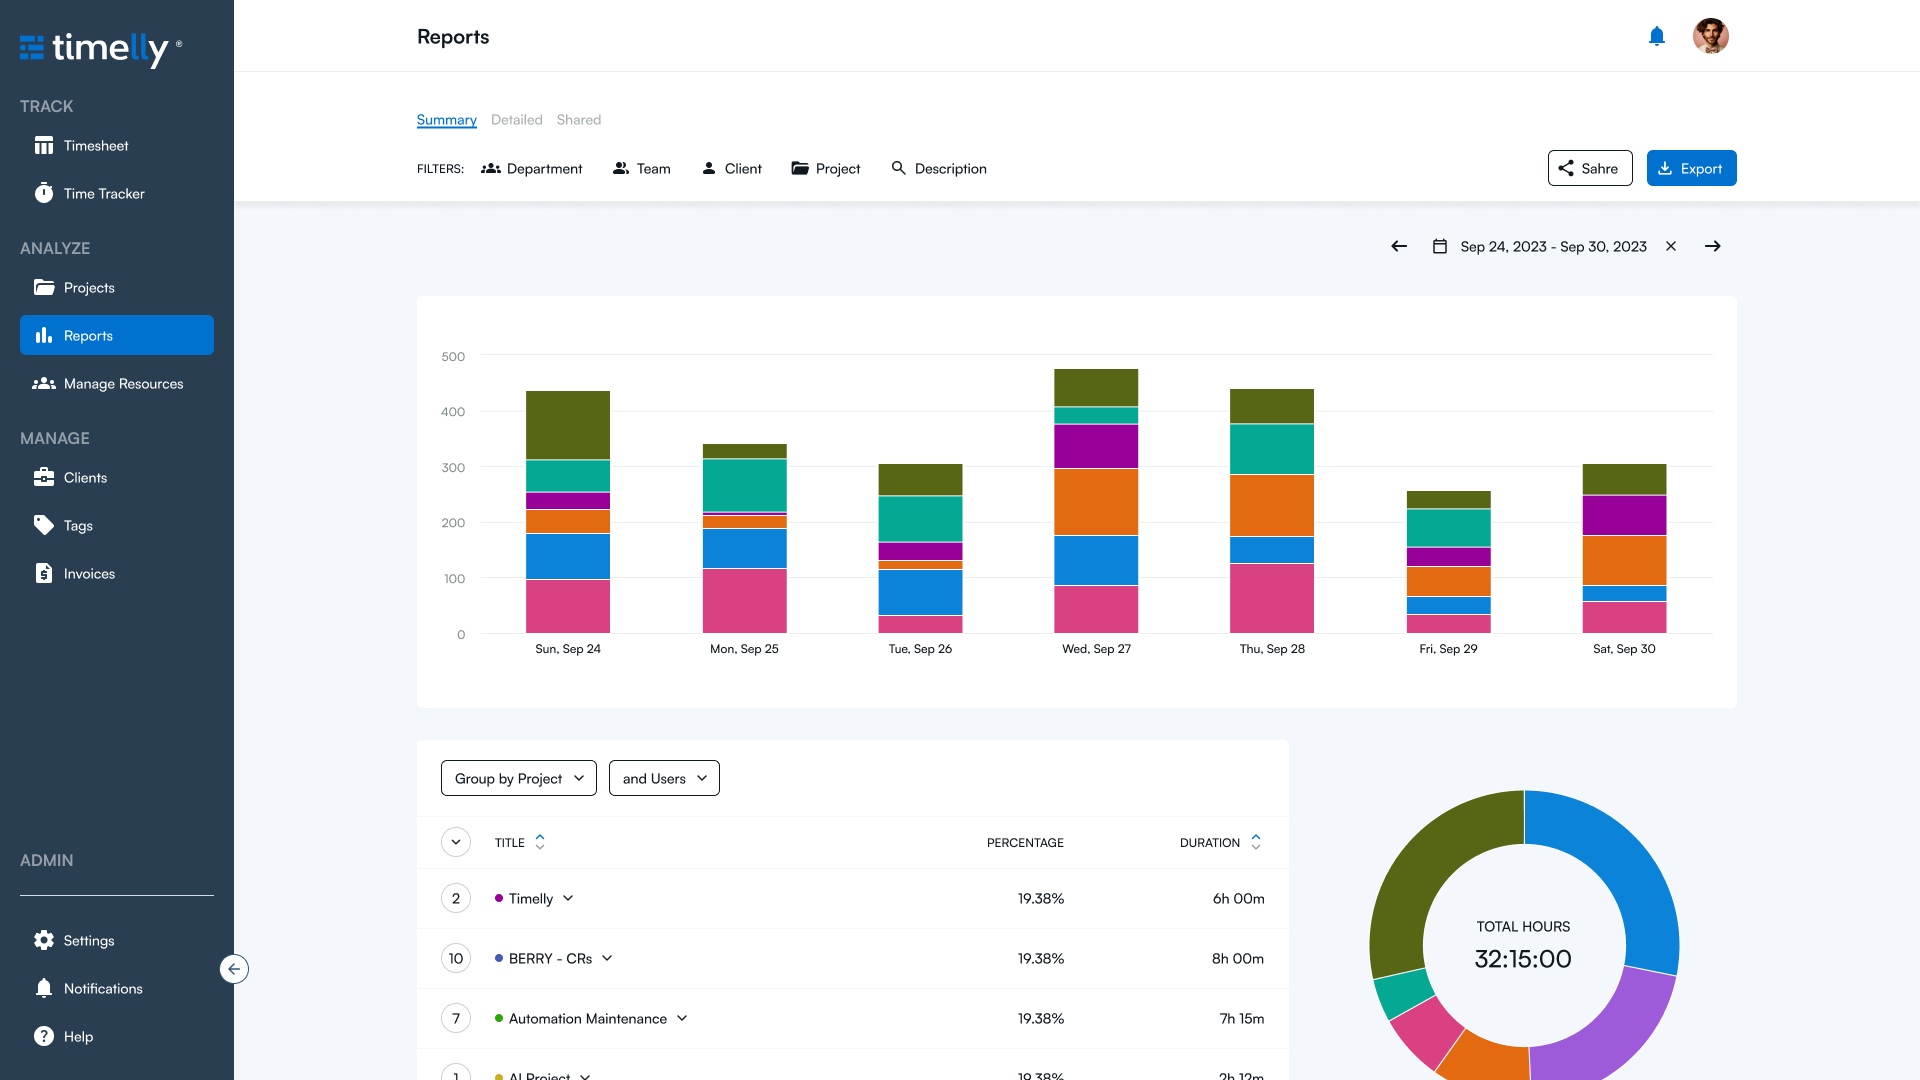 timelly ®
TRACK
Timesheet
Time Tracker
ANALYZE
Projects
Reports
Manage Resources
MANAGE
Clients
Tags
Invoices
ADMIN
Settings
Notifications
Help
Reports
Summary Detailed Shared
FILTERS: Department Team Client Project Description
Sahre Export
Sep 24, 2023 - Sep 30, 2023
500
400
300
200
100
0
Sun, Sep 24 Mon, Sep 25 Tue, Sep 26 Wed, Sep 27 Thu, Sep 28 Fri, Sep 29 Sat, Sep 30
Group by Project and Users
TITLE PERCENTAGE DURATION
2 Timelly 19.38% 6h 00m
10 BERRY - CRs 19.38% 8h 00m
7 Automation Maintenance 19.38% 7h 15m
1 AI Project 19.38% 2h 12m
TOTAL HOURS
32:15:00